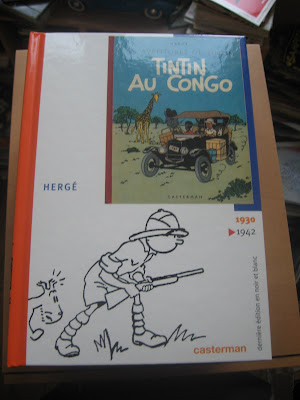 HERGÉ
TINTIN
AU CONGO
CASTERMAN
HERGÉ
1930
▶1942
dernière édition en noir et blanc
casterman